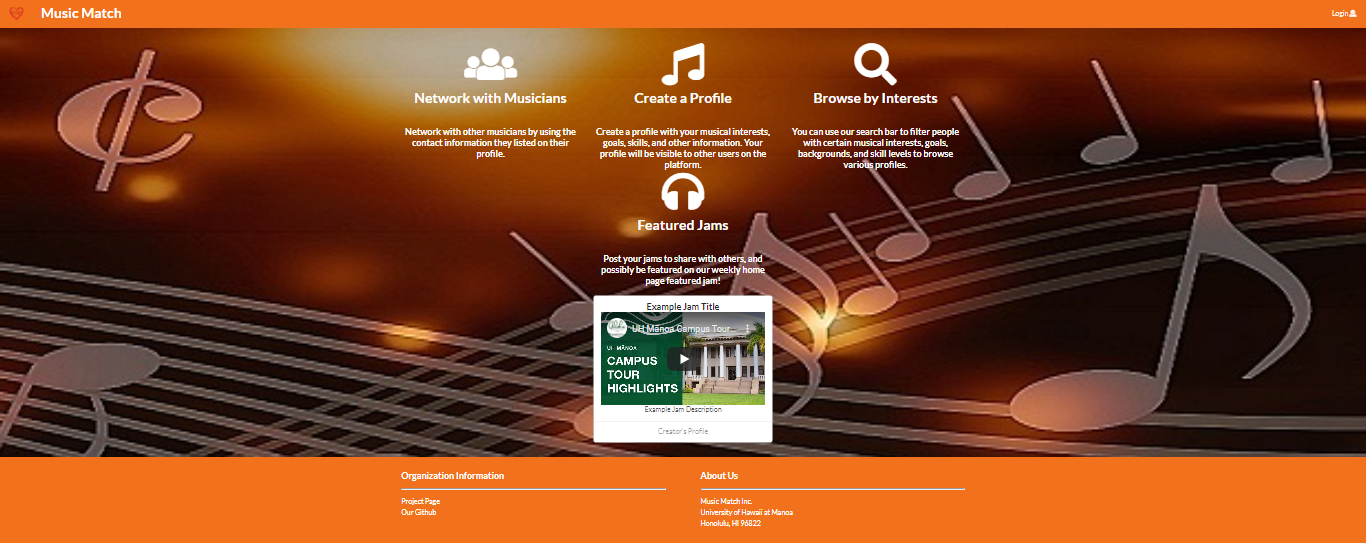 Music Match
Login
Network with Musicians
Network with other musicians by using the
contact information they listed on their
profile.
Create a Profile
Create a profile with your musical interests,
goals, skills, and other information. Your
profile will be visible to other users on the
platform.
Browse by Interests
You can use our search bar to filter people
with certain musical interests, goals,
backgrounds, and skill levels to browse
various profiles.
Featured Jams
Post your jams to share with others, and
possibly be featured on our weekly home
page featured jam!
Example Jam Title
UH Mānoa Campus Tour...
UH MĀNOA
CAMPUS
TOUR
HIGHLIGHTS
Example Jam Description
Creator's Profile
Organization Information
Project Page
Our Github
About Us
Music Match Inc.
University of Hawaii at Manoa
Honolulu, HI 96822